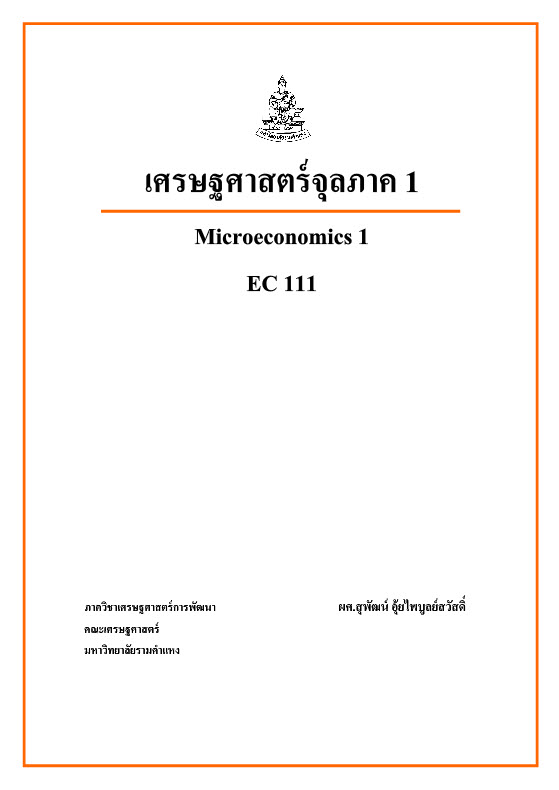 เศรษฐศาสตร์จุลภาค 1
Microeconomics 1
EC 111
ภาควิชาเศรษฐศาสตร์การพัฒนา
ผศ.สุพัฒน์ อุ้ยไพบูลย์สวัสดิ์
คณะเศรษฐศาสตร์
มหาวิทยาลัยรามคำแหง